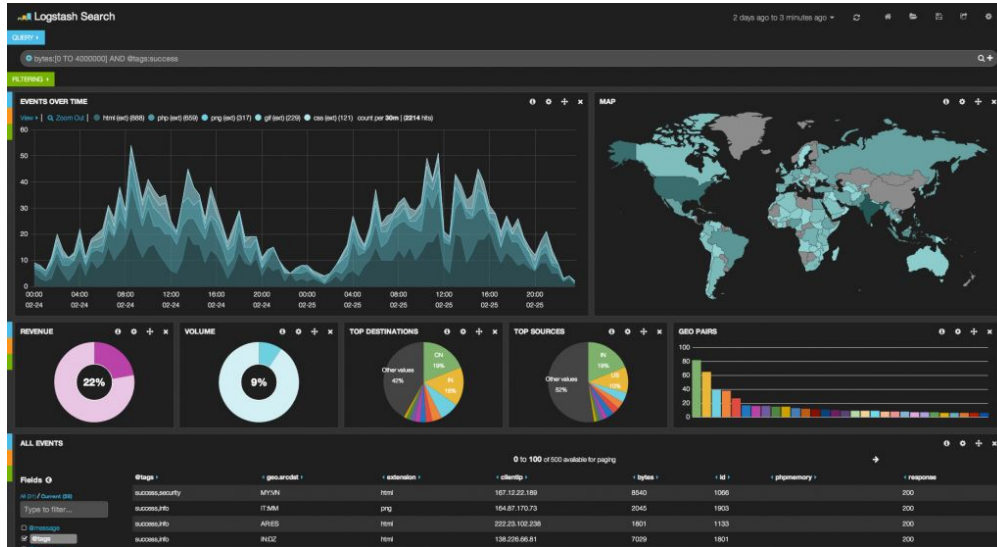 Logstash Search
2 days ago to 3 minutes ago
QUERY
bytes:[0 TO 4000000] AND @tags:success
FILTERING
EVENTS OVER TIME
View | Zoom Out | html (ext) (888) php (ext) (659) png (ext) (317) gif (ext) (229) css (ext) (121) count per 30m | (2214 hits)
60
50
40
30
20
10
0
00:00 04:00 08:00 12:00 16:00 20:00 00:00 04:00 08:00 12:00 16:00 20:00
02-24 02-24 02-24 02-24 02-24 02-24 02-25 02-25 02-25 02-25 02-25 02-25
MAP
REVENUE
22%
VOLUME
9%
TOP DESTINATIONS
CN
19%
IN
Other values
42%
TOP SOURCES
IN
19%
US
10%
Other values
52%
GEO PAIRS
100
80
60
40
20
0
ALL EVENTS
0 to 100 of 500 available for paging
Fields
All (31) / Current (29)
Type to filter...
@message
@tags
@tags geo.srcdst extension clientip bytes id phpmemory response
success,security MY:VN html 167.12.22.189 8540 1066 200
success,info IT:MM png 164.87.170.73 2045 1903 200
success,info AR:ES html 222.23.102.238 1801 1133 200
success,info IN:DZ html 138.226.66.81 7029 1801 200